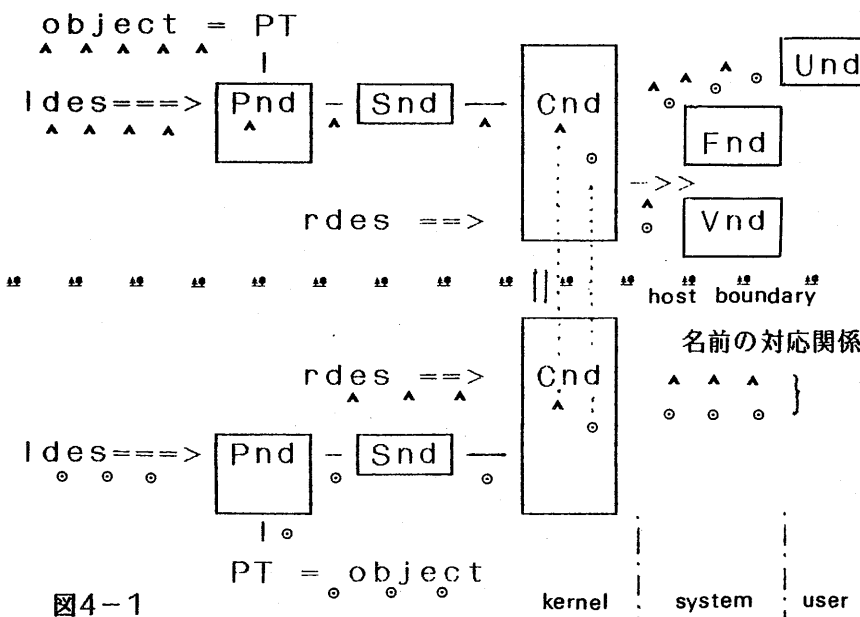 object = PT
Und
ldes===> Pnd - Snd — Cnd
Fnd
->>
rdes ==>
Vnd
||
host boundary
名前の対応関係
rdes ==> Cnd
ldes===> Pnd - Snd —
PT = object
図4-1
kernel system user